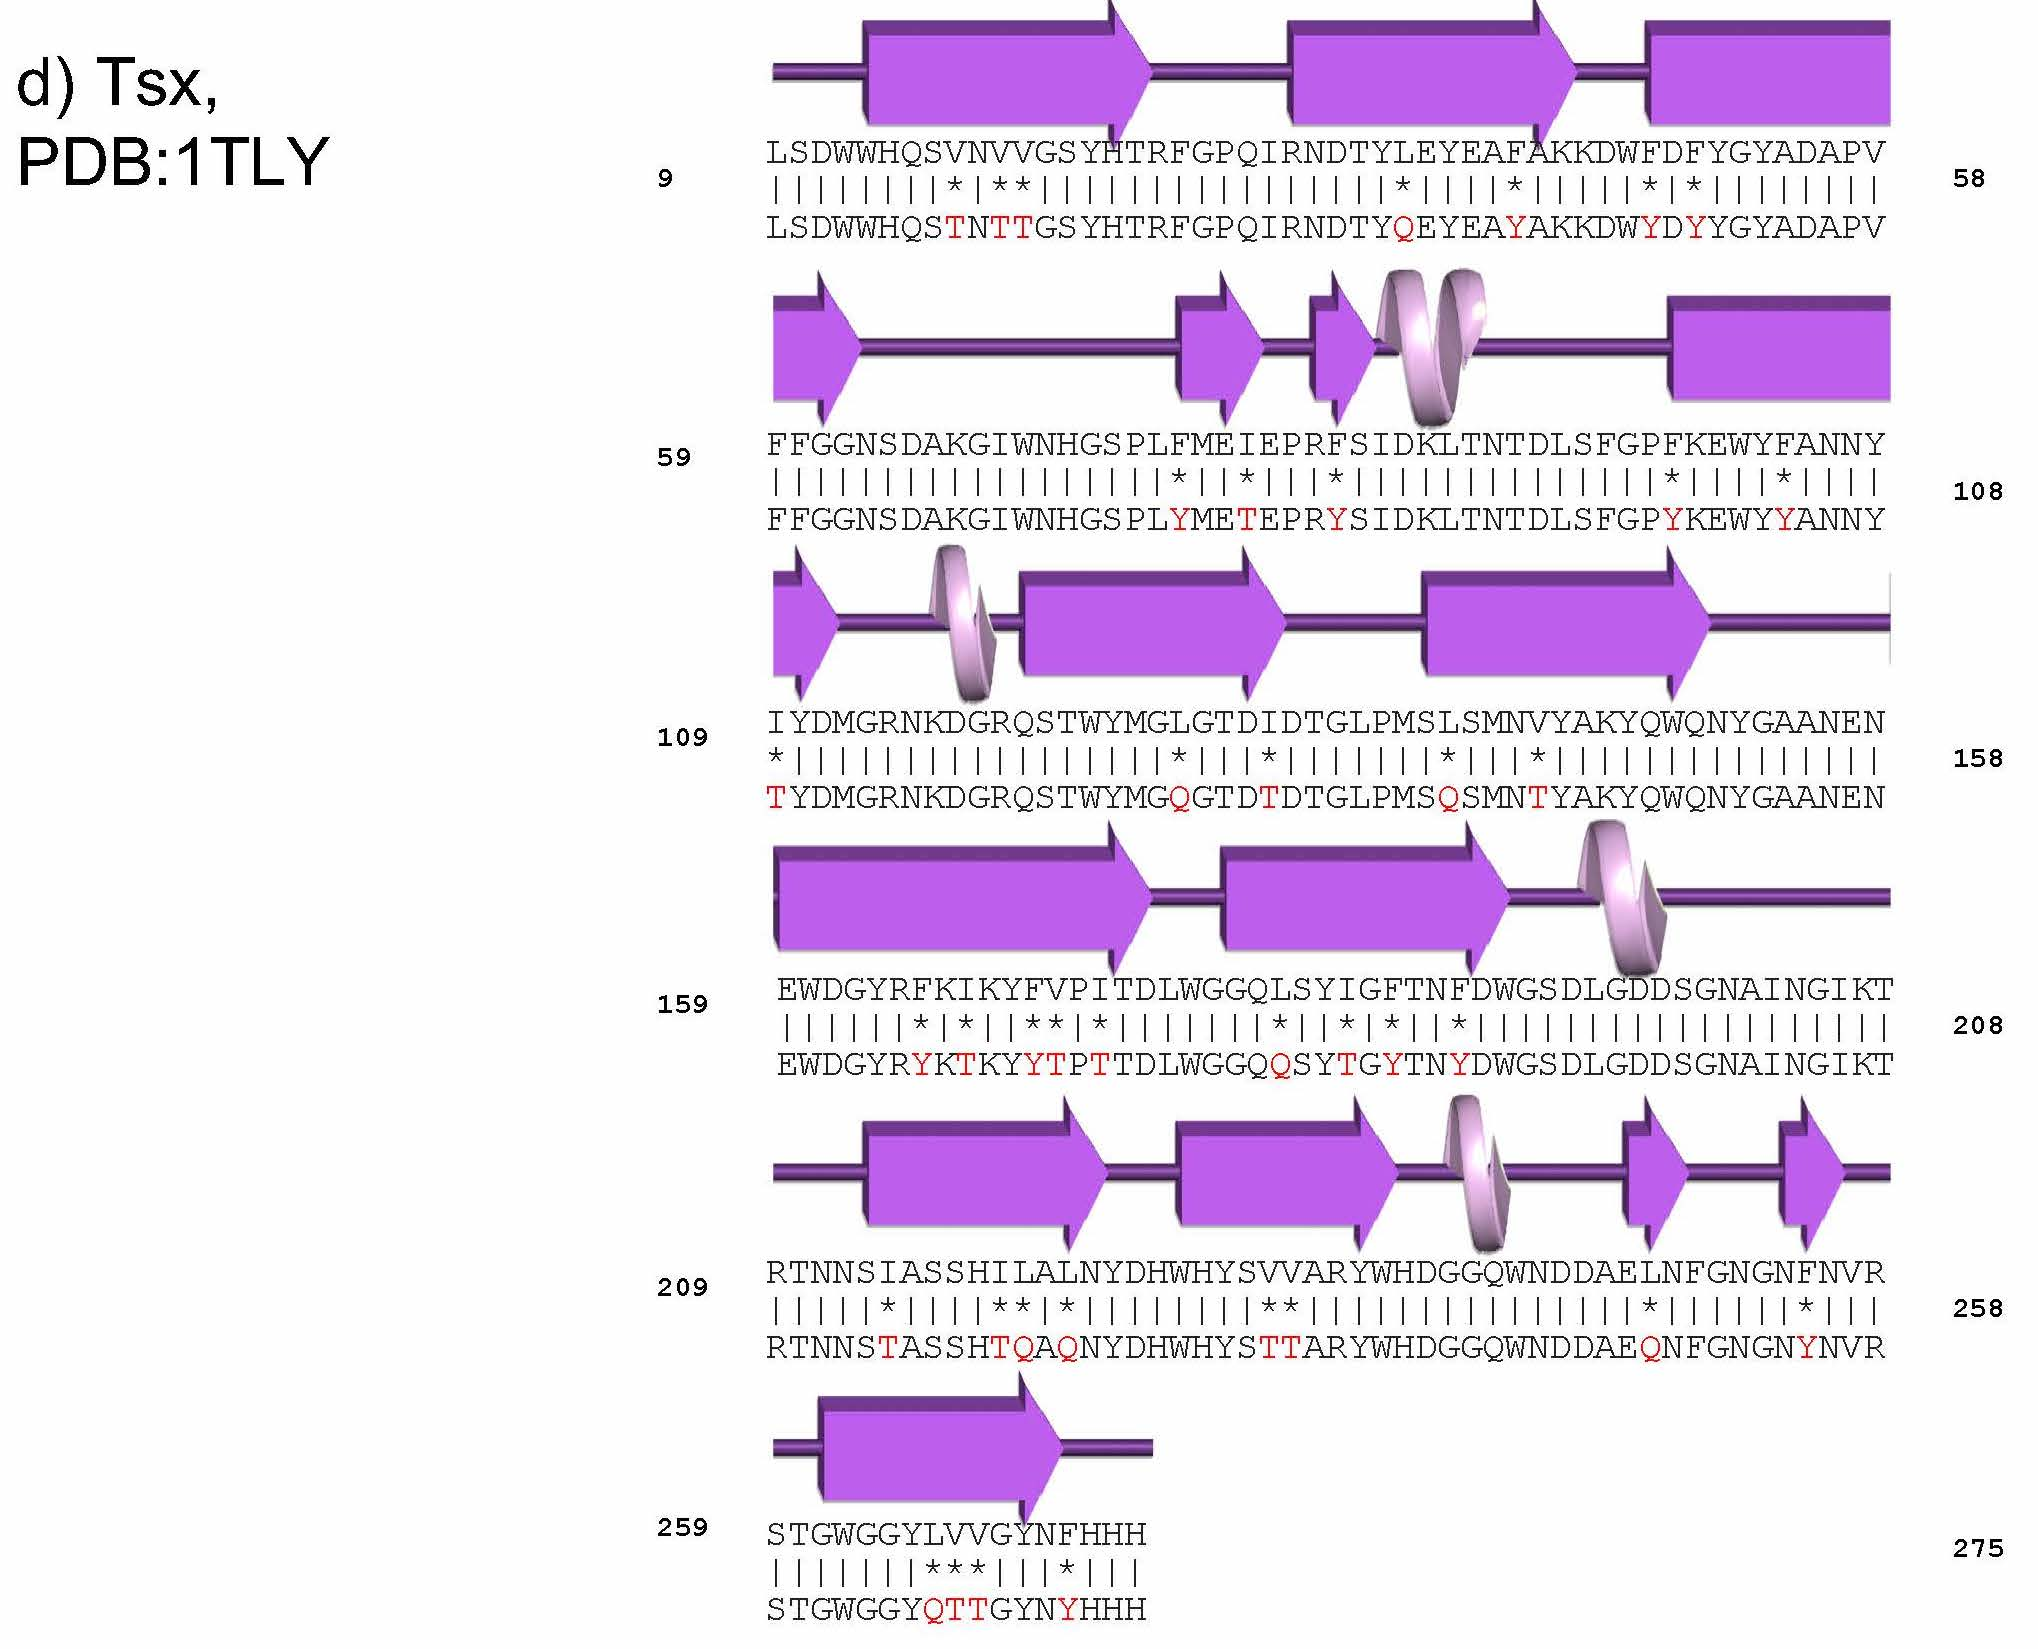 d) Tsx,
PDB:1TLY
LSDWWHQSVNVVGSYHTRFGPQIRNDTYLEYEAFAKKDWFDFYGYADAPV
9 ||||||||*|**||||||||||||||||*||||*|||||*|*|||||||| 58
LSDWWHQSTNTTGSYHTRFGPQIRNDTYQEYEAYAKKDWYDYYGYADAPV
FFGGNSDAKGIWNHGSPLFMEIEPRFSIDKLTNTDLSFGPFKEWYFANNY
59 ||||||||||||||||||*||*|||*||||||||||||||*||||*|||| 108
FFGGNSDAKGIWNHGSPLYMETEPRYSIDKLTNTDLSFGPYKEWYYANNY
IYDMGRNKDGRQSTWYMGLGTDIDTGLPMSLSMNVYAKYQWQNYGAANEN
109 *|||||||||||||||||*|||*|||||||*|||*||||||||||||||| 158
TYDMGRNKDGRQSTWYMGQGTDTDTGLPMSQSMNTYAKYQWQNYGAANEN
EWDGYRFKIKYFVPITDLWGGQLSYIGFTNFDWGSDLGDDSGNAINGIKT
159 ||||||*|*||**|*|||||||*||*|*||*||||||||||||||||||| 208
EWDGYRYKTKYYTPTTDLWGGQQSYTGYTNYDWGSDLGDDSGNAINGIKT
RTNNSIASSHILALNYDHWHYSVVARYWHDGGQWNDDAELNFGNGNFNVR
209 |||||*||||**|*||||||||**|||||||||||||||*||||||*||| 258
RTNNSTASSHTQAQNYDHWHYSTTARYWHDGGQWNDDAEQNFGNGNYNVR
STGWGGYLVVGYNFHHH
259 |||||||***|||*||| 275
STGWGGYQTTGYNYHHH